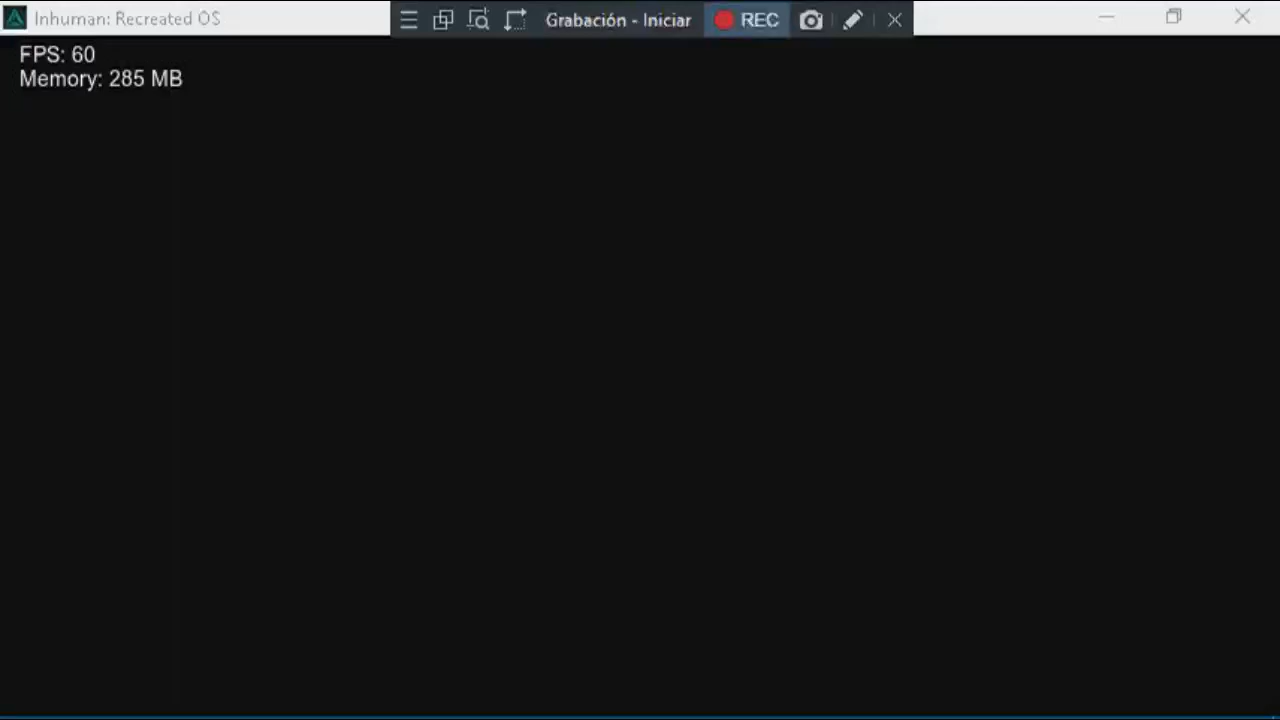 Inhuman: Recreated OS
Grabación - Iniciar
REC
FPS: 60
Memory: 285 MB